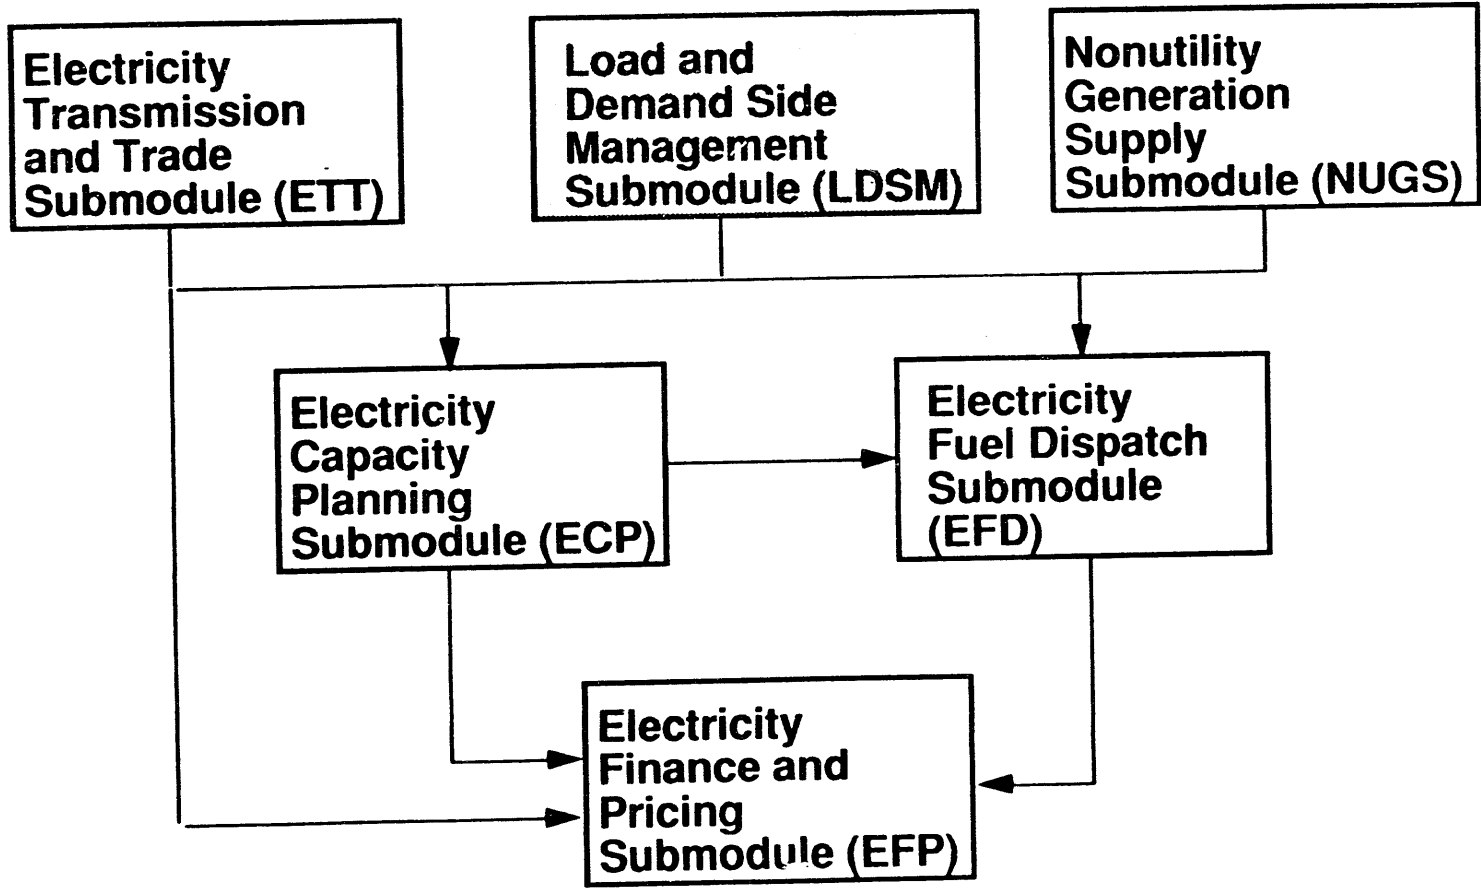 Electricity
Transmission
and Trade
Submodule (ETT)
Load and
Demand Side
Management
Submodule (LDSM)
Nonutility
Generation
Supply
Submodule (NUGS)
Electricity
Capacity
Planning
Submodule (ECP)
Electricity
Fuel Dispatch
Submodule
(EFD)
Electricity
Finance and
Pricing
Submodule (EFP)